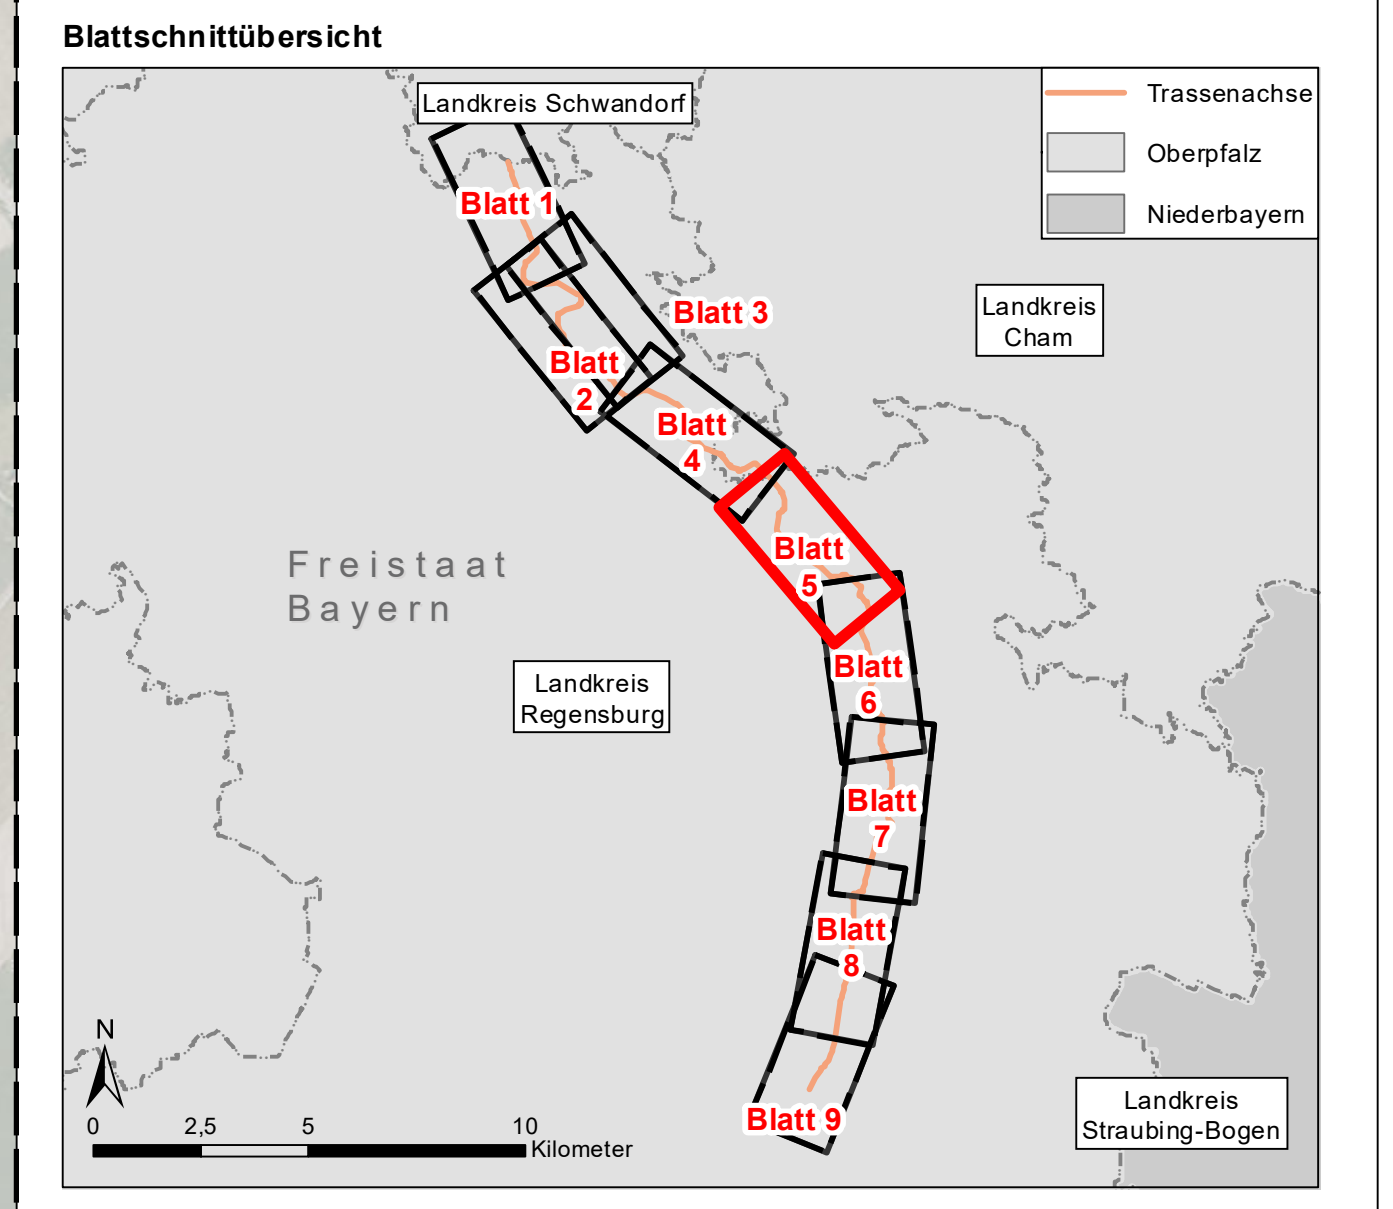 Blattschnittübersicht
Landkreis Schwandorf
Trassenachse
Oberpfalz
Niederbayern
Blatt 1
Blatt 3
Landkreis
Cham
Blatt
2
Blatt
4
Blatt
5
Freistaat
Bayern
Landkreis
Regensburg
Blatt
6
Blatt
7
Blatt
8
Blatt 9
N
0 2,5 5 10
Kilometer
Landkreis
Straubing-Bogen